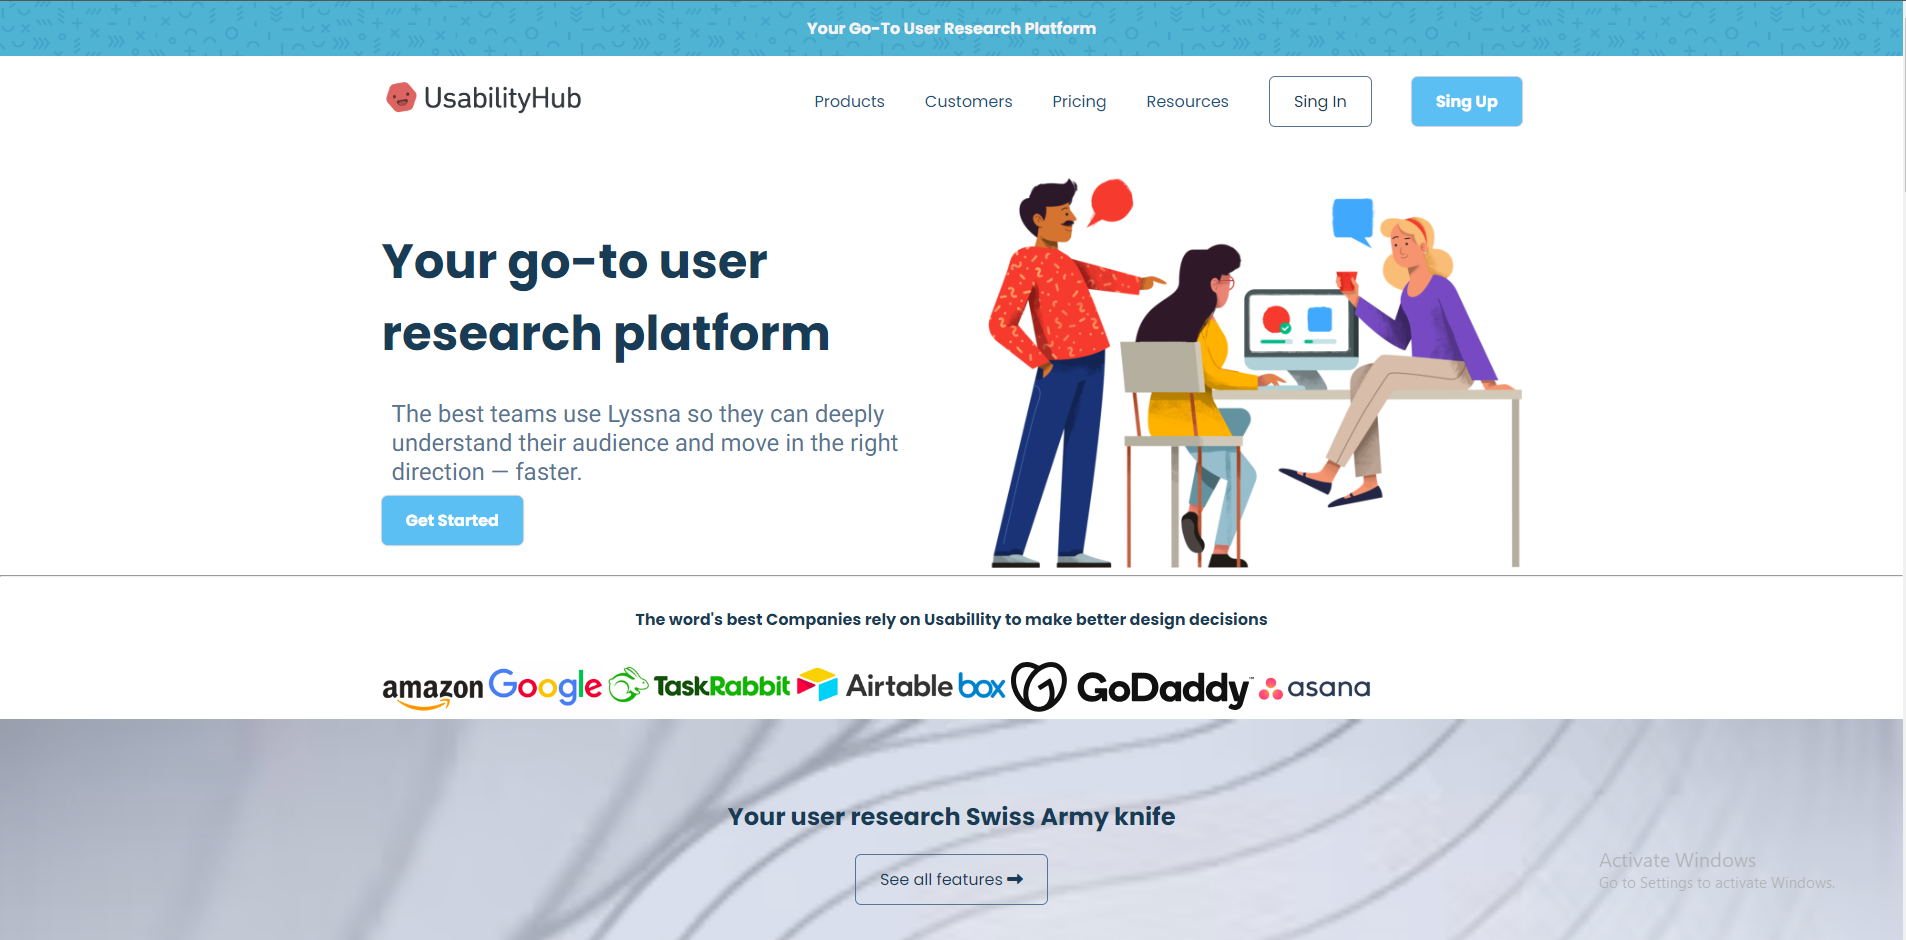 Your Go-To User Research Platform
UsabilityHub
Products Customers Pricing Resources Sing In Sing Up
Your go-to user
research platform
The best teams use Lyssna so they can deeply
understand their audience and move in the right
direction — faster.
Get Started
The word's best Companies rely on Usabillity to make better design decisions
amazon Google TaskRabbit Airtable box GoDaddy™ asana
Your user research Swiss Army knife
See all features
Activate Windows
Go to Settings to activate Windows.